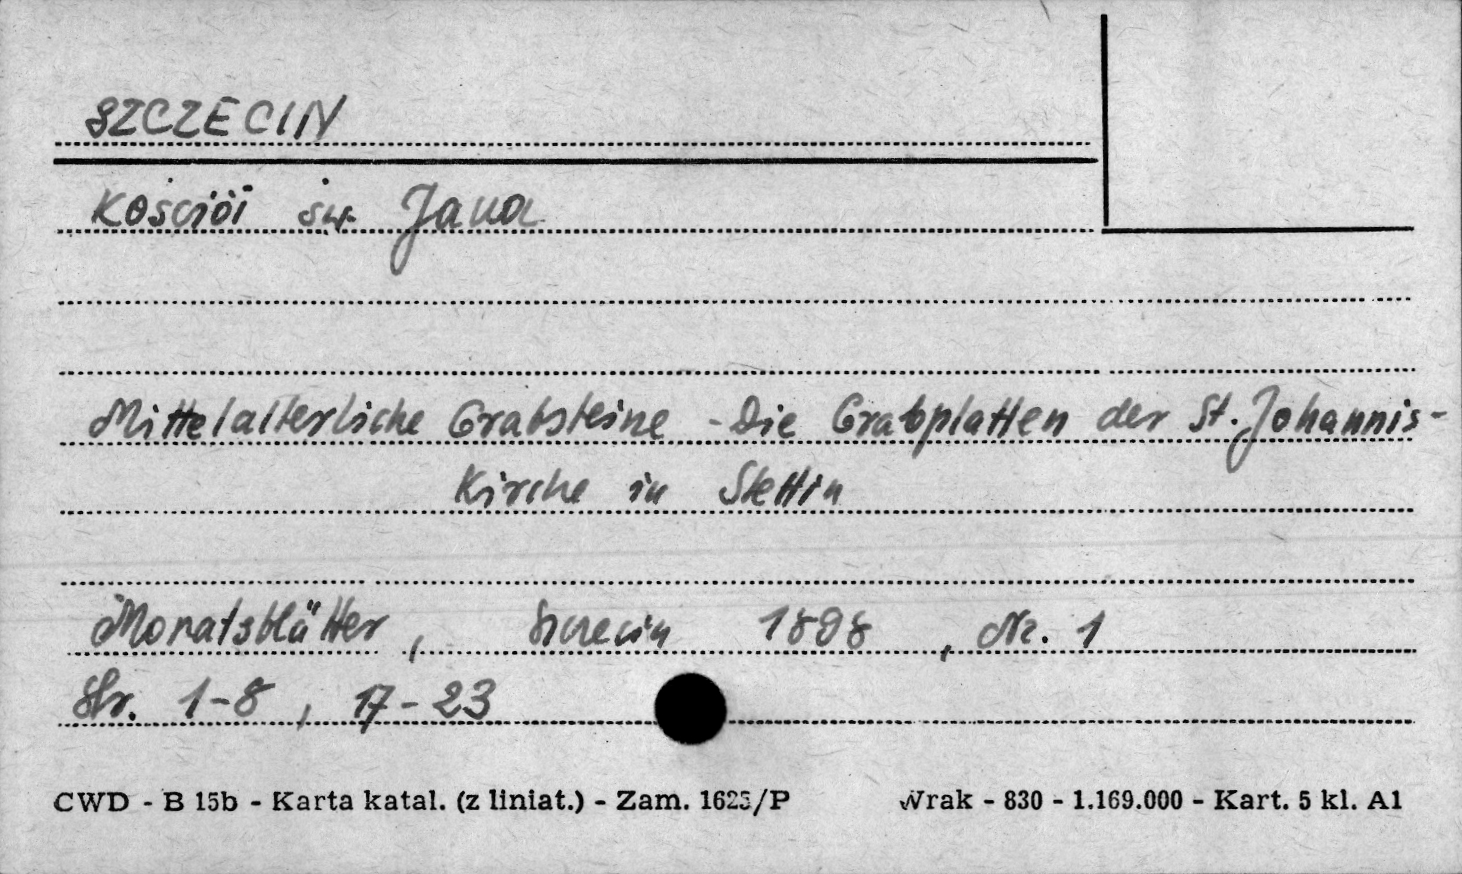 SZCZECIN
Kościół św. Jana
Mittelalterliche Grabsteine - Die Grabplatten der St. Johannis-
Kirche in Stettin
Monatsblätter, Szczecin 1898, Nr. 1
Str. 1-8, 17-23
CWD - B 15b - Karta katal. (z liniat.) - Zam. 1625/P Wrak - 830 - 1.169.000 - Kart. 5 kl. A1